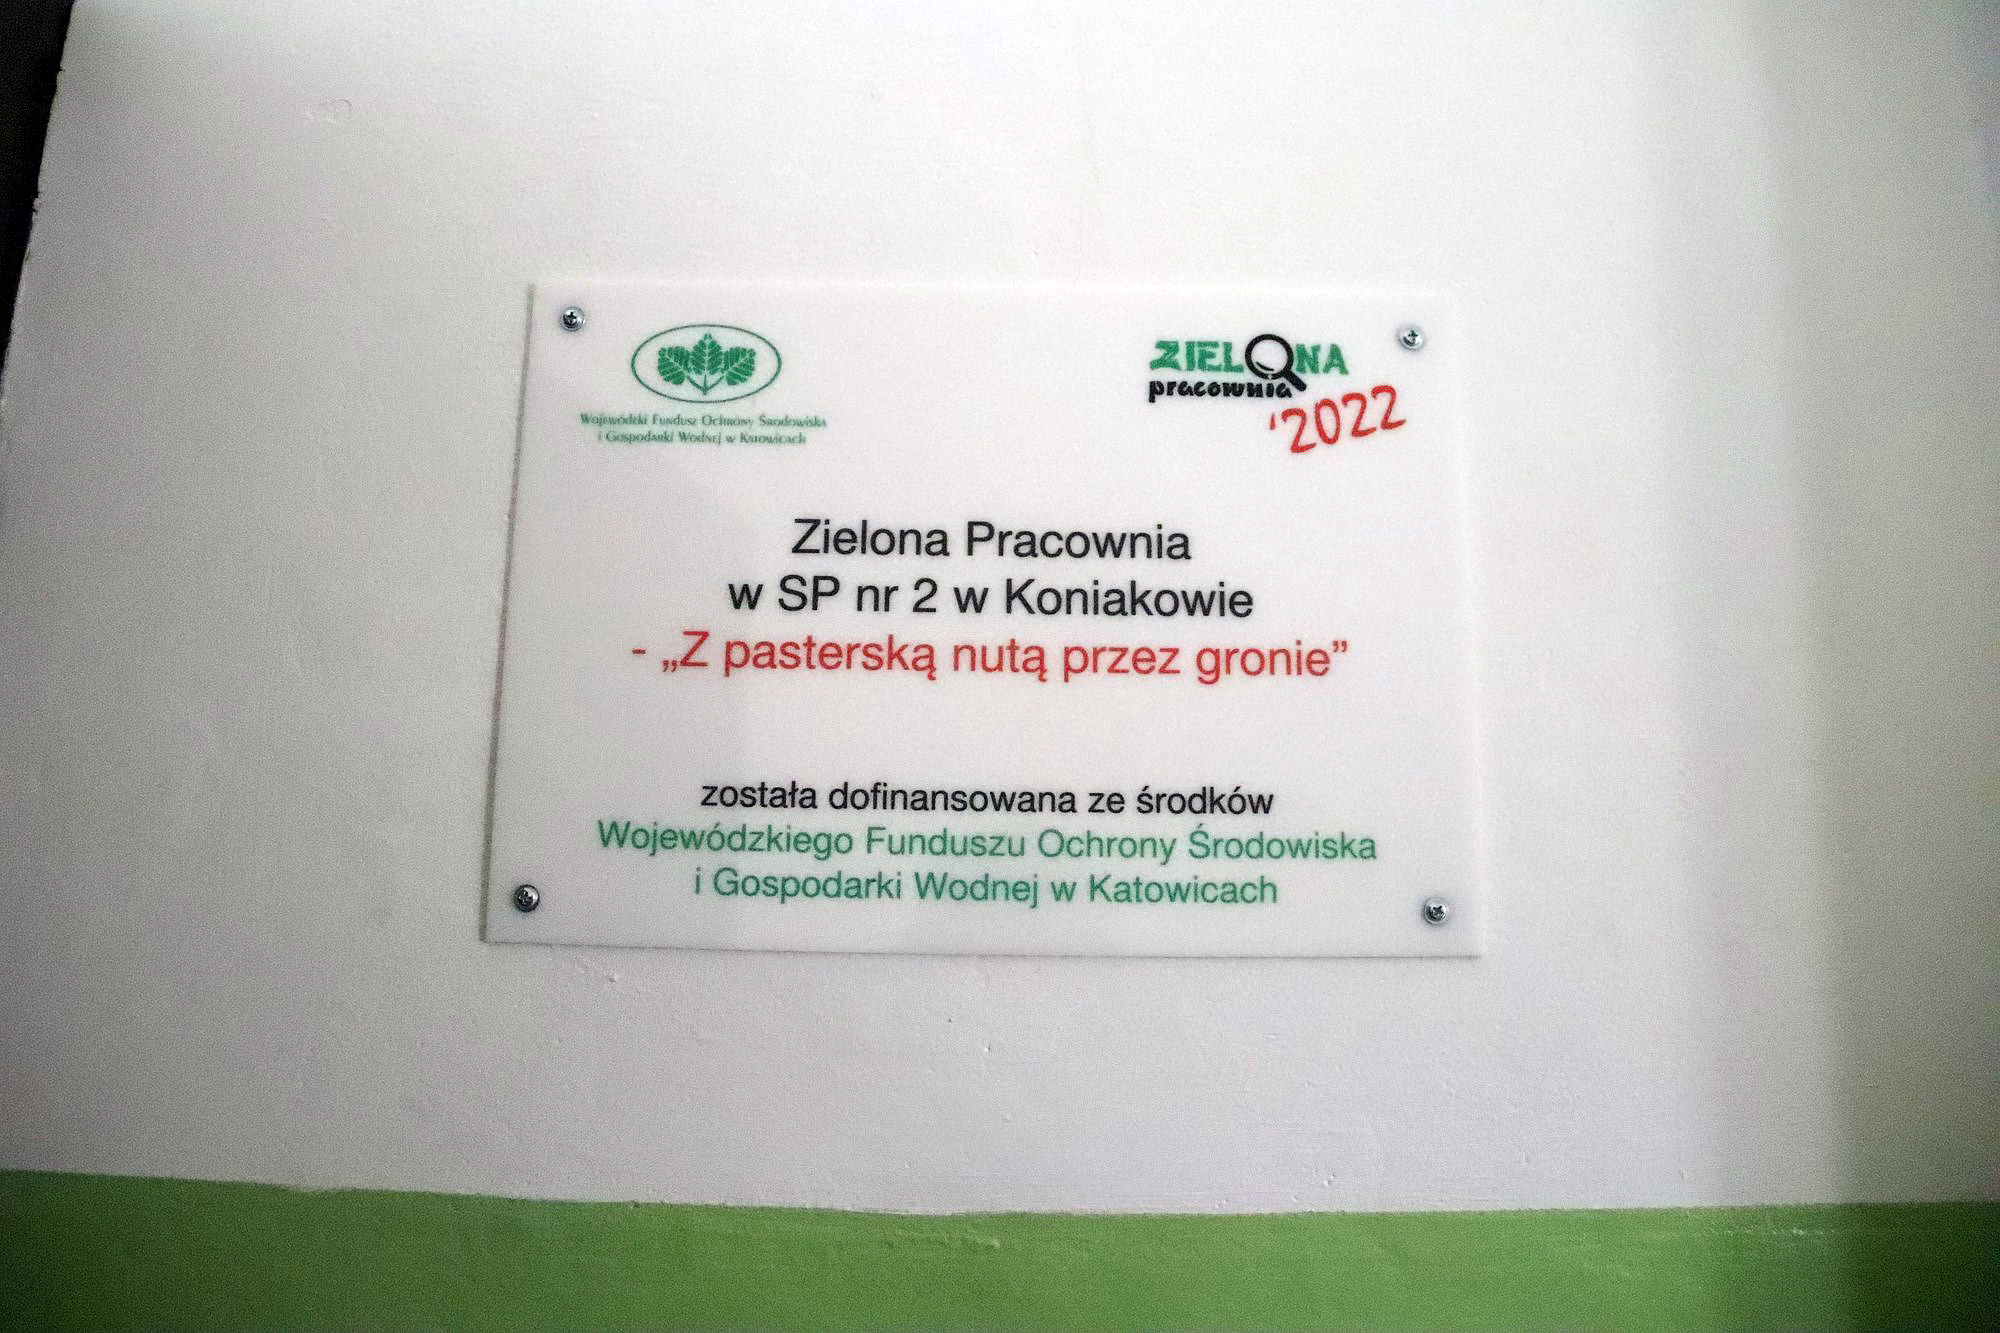 Wojewódzki Fundusz Ochrony Środowiska
i Gospodarki Wodnej w Katowicach
ZIELONA
pracownia
'2022
Zielona Pracownia
w SP nr 2 w Koniakowie
- „Z pasterską nutą przez gronie”
została dofinansowana ze środków
Wojewódzkiego Funduszu Ochrony Środowiska
i Gospodarki Wodnej w Katowicach